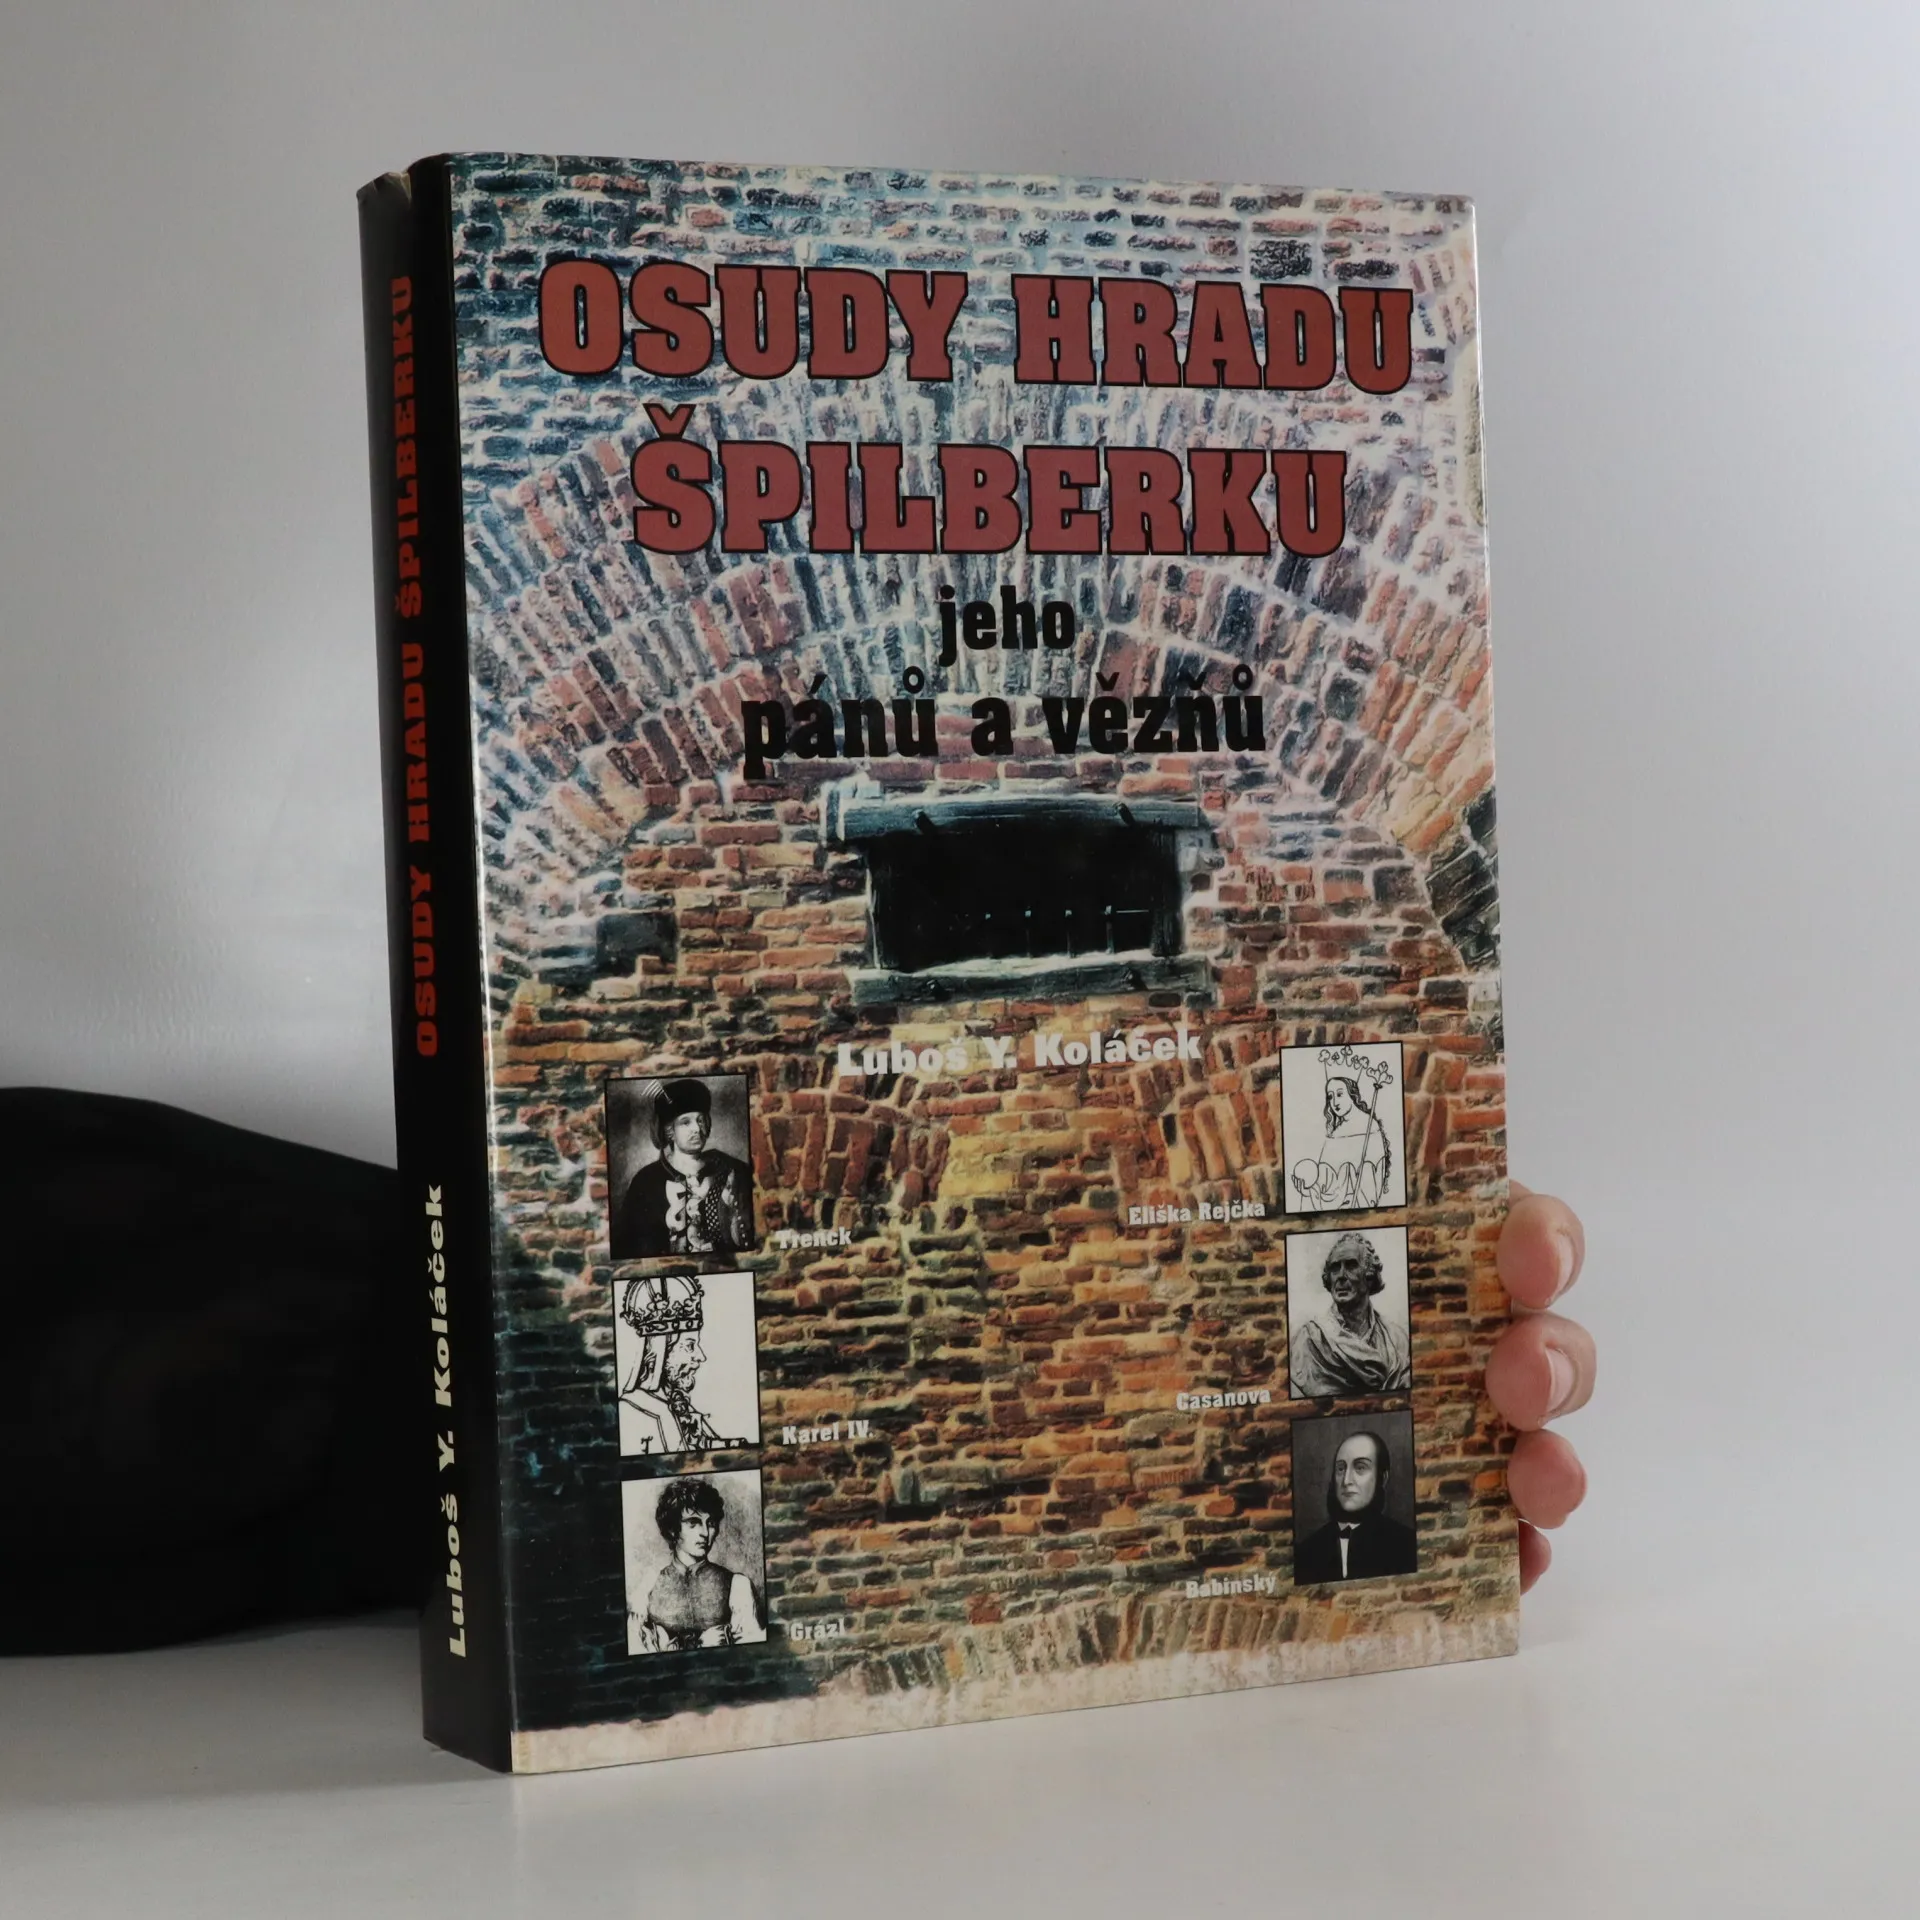 OSUDY HRADU
ŠPILBERKU
jeho
pánů a vězňů
Luboš Y. Koláček
Trenck
Eliška Rejčka
Karel IV.
Casanova
Grázl
Babinský
OSUDY HRADU ŠPILBERKU
Luboš Y. Koláček